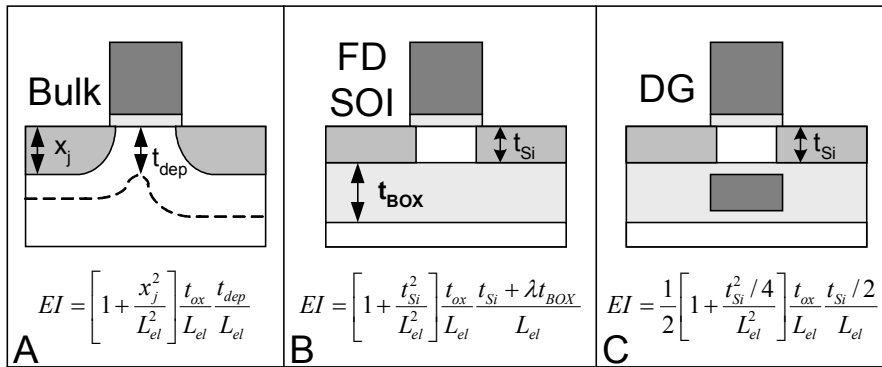 Bulk
x_j
t_dep
EI = [1 + x_j^2 / L_el^2] t_ox / L_el t_dep / L_el
A
FD
SOI
t_Si
t_BOX
EI = [1 + t_Si^2 / L_el^2] t_ox / L_el t_Si + λt_BOX / L_el
B
DG
t_Si
EI = 1/2 [1 + t_Si^2 / 4 / L_el^2] t_ox / L_el t_Si / 2 / L_el
C